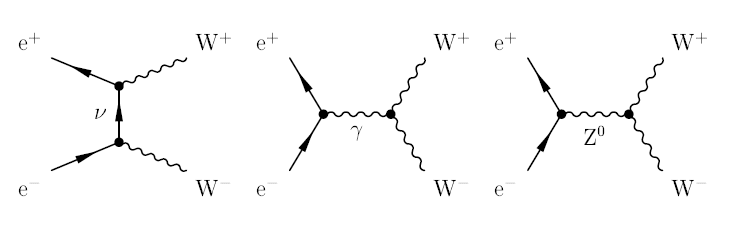 e⁺ W⁺ e⁺ W⁺ e⁺ W⁺
ν γ Z⁰
e⁻ W⁻ e⁻ W⁻ e⁻ W⁻